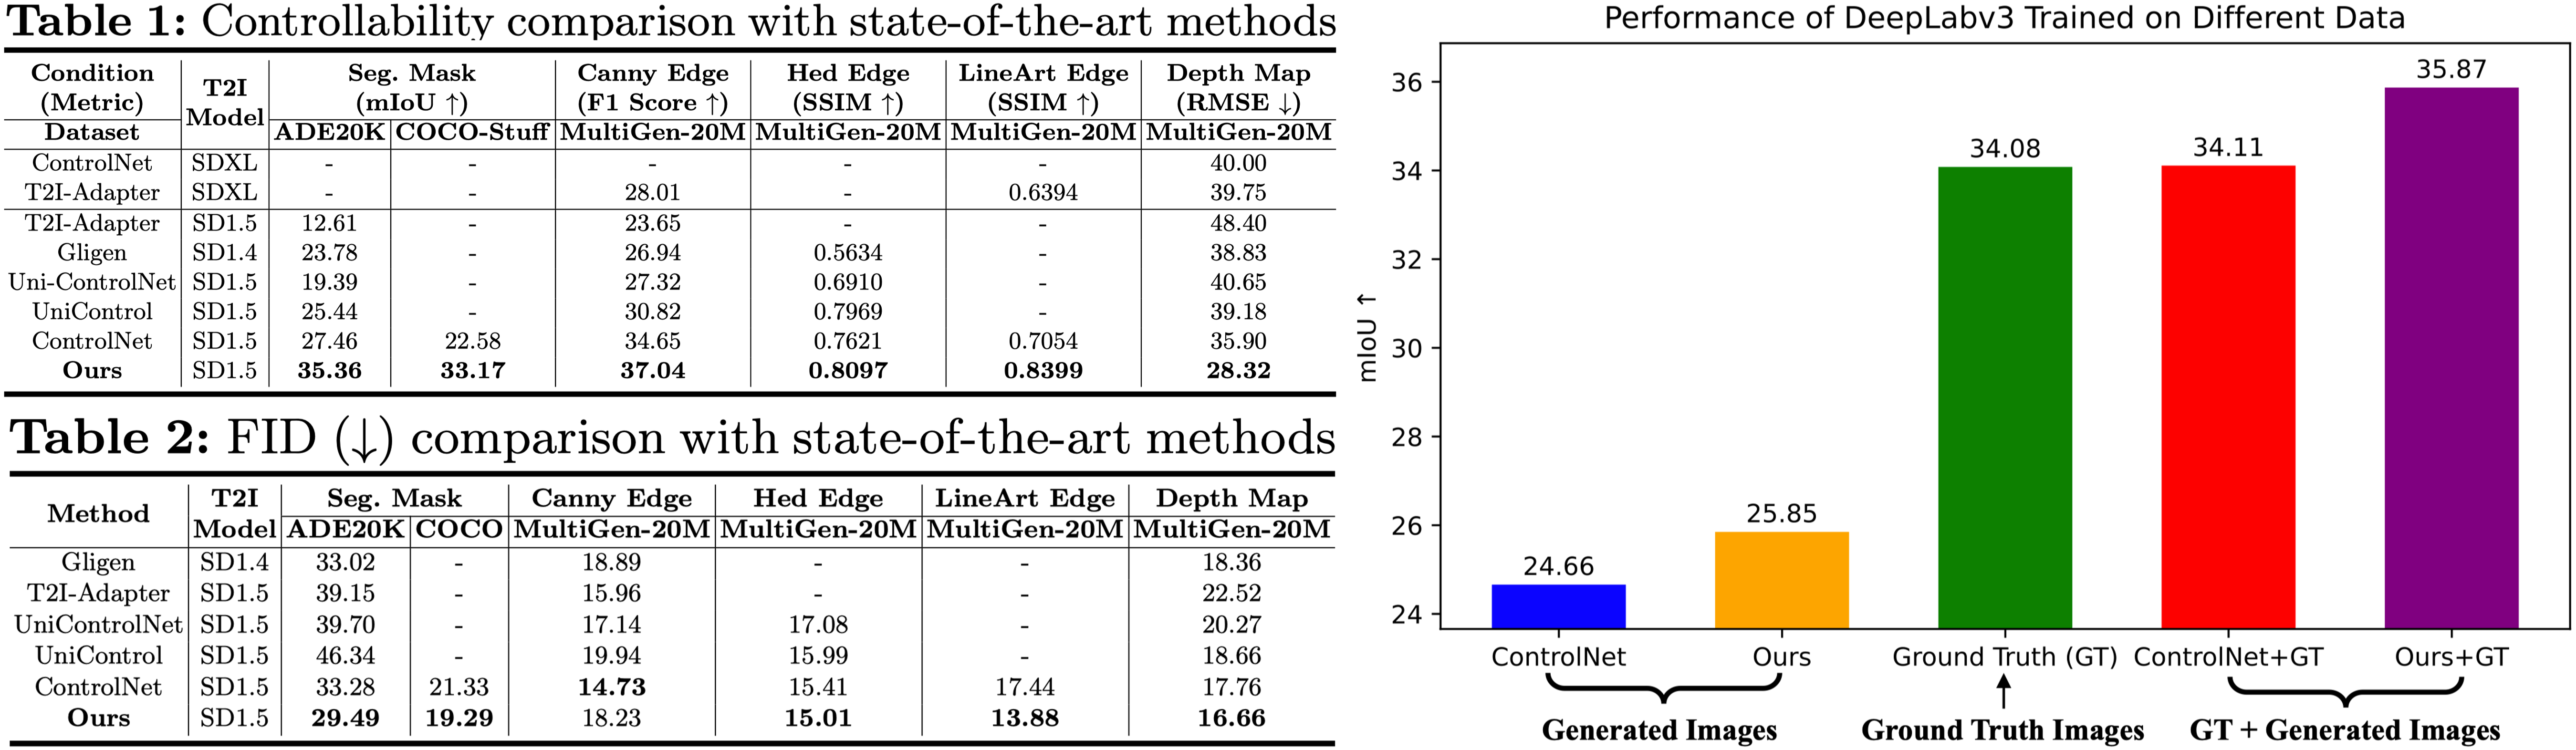 Table 1: Controllability comparison with state-of-the-art methods
Condition (Metric) T2I Model Seg. Mask (mIoU ↑) Canny Edge (F1 Score ↑) Hed Edge (SSIM ↑) LineArt Edge (SSIM ↑) Depth Map (RMSE ↓)
Dataset ADE20K COCO-Stuff MultiGen-20M MultiGen-20M MultiGen-20M MultiGen-20M
ControlNet SDXL - - - - - 40.00
T2I-Adapter SDXL - - 28.01 - 0.6394 39.75
T2I-Adapter SD1.5 12.61 - 23.65 - - 48.40
Gligen SD1.4 23.78 - 26.94 0.5634 - 38.83
Uni-ControlNet SD1.5 19.39 - 27.32 0.6910 - 40.65
UniControl SD1.5 25.44 - 30.82 0.7969 - 39.18
ControlNet SD1.5 27.46 22.58 34.65 0.7621 0.7054 35.90
Ours SD1.5 35.36 33.17 37.04 0.8097 0.8399 28.32
Table 2: FID (↓) comparison with state-of-the-art methods
Method T2I Model Seg. Mask Canny Edge Hed Edge LineArt Edge Depth Map
ADE20K COCO MultiGen-20M MultiGen-20M MultiGen-20M MultiGen-20M
Gligen SD1.4 33.02 - 18.89 - - 18.36
T2I-Adapter SD1.5 39.15 - 15.96 - - 22.52
UniControlNet SD1.5 39.70 - 17.14 17.08 - 20.27
UniControl SD1.5 46.34 - 19.94 15.99 - 18.66
ControlNet SD1.5 33.28 21.33 14.73 15.41 17.44 17.76
Ours SD1.5 29.49 19.29 18.23 15.01 13.88 16.66
Performance of DeepLabv3 Trained on Different Data
mIoU ↑
36
34
32
30
28
26
24
24.66
25.85
34.08
34.11
35.87
ControlNet Ours Ground Truth (GT) ControlNet+GT Ours+GT
Generated Images Ground Truth Images GT + Generated Images